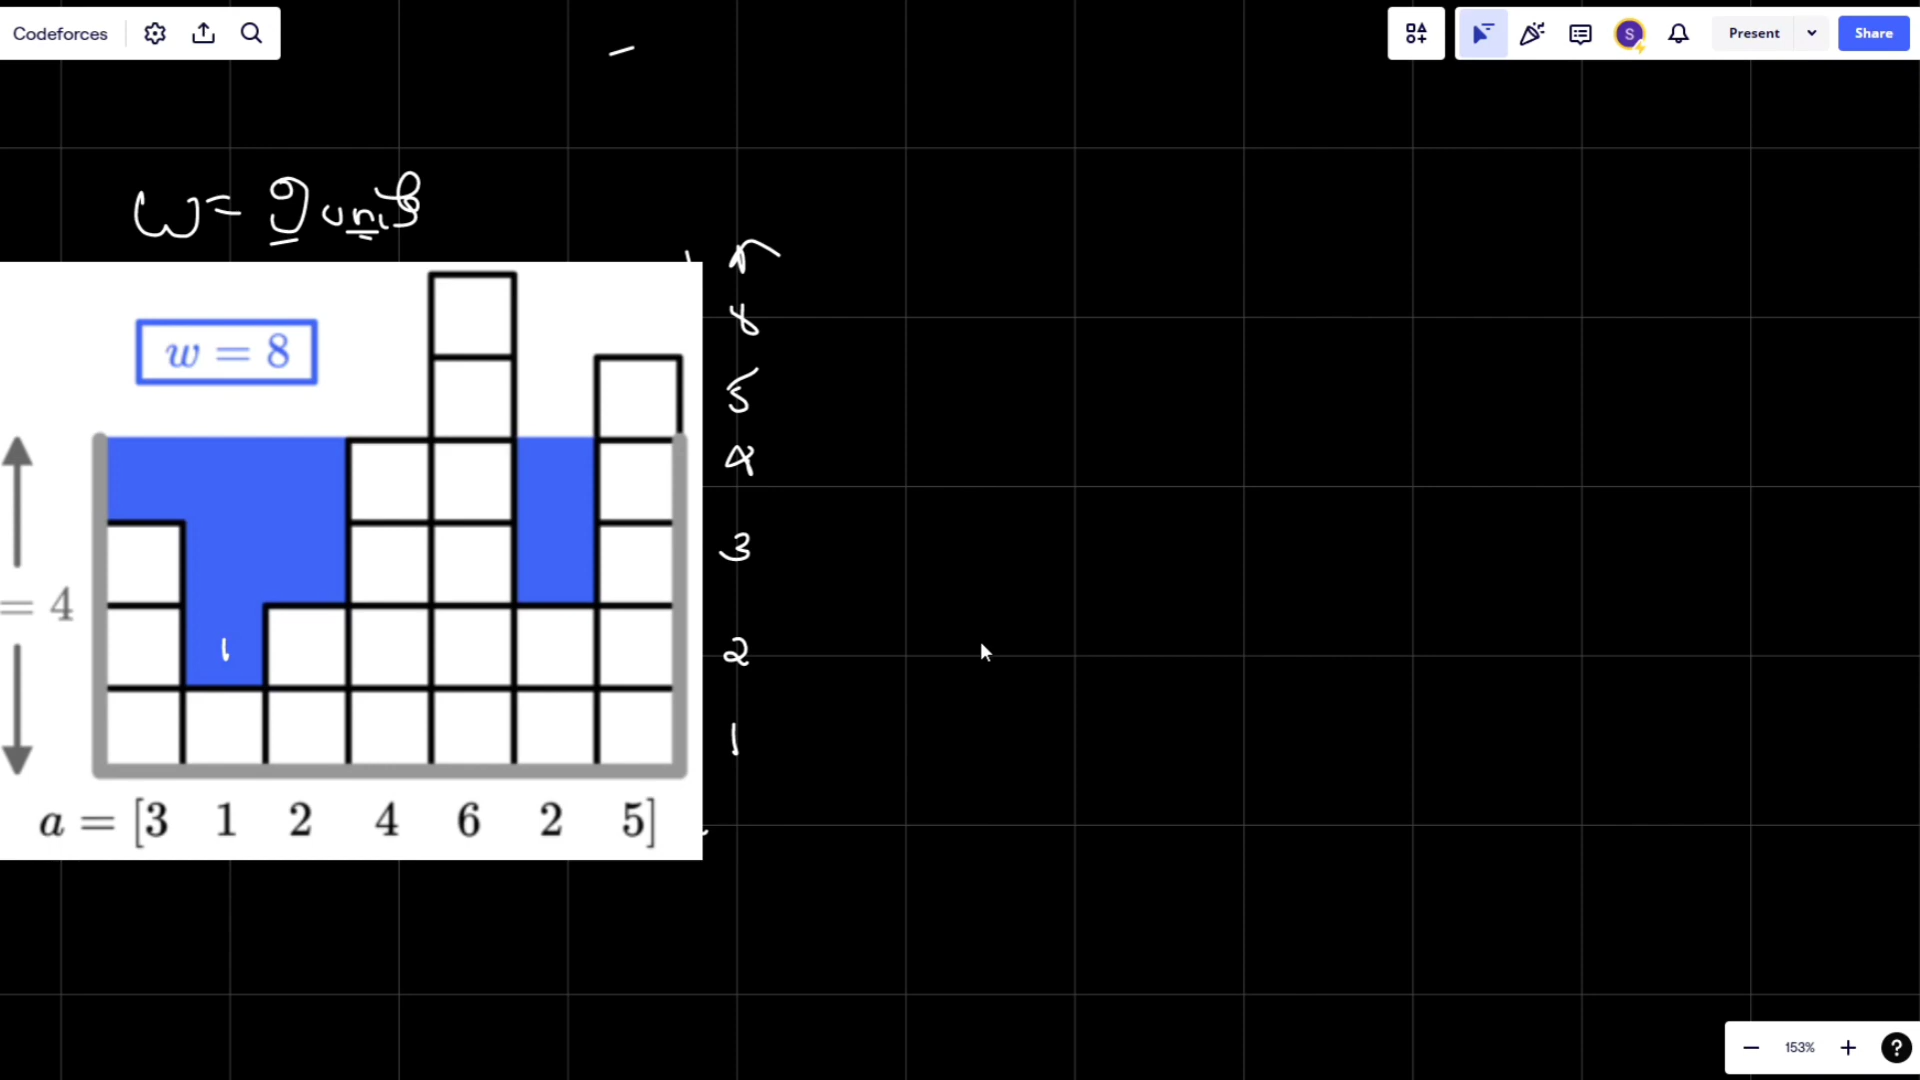 Codeforces
S
Present
Share
w = 9 units
w = 8
5
4
3
2
1
= 4
1
a = [3 1 2 4 6 2 5]
153%
?